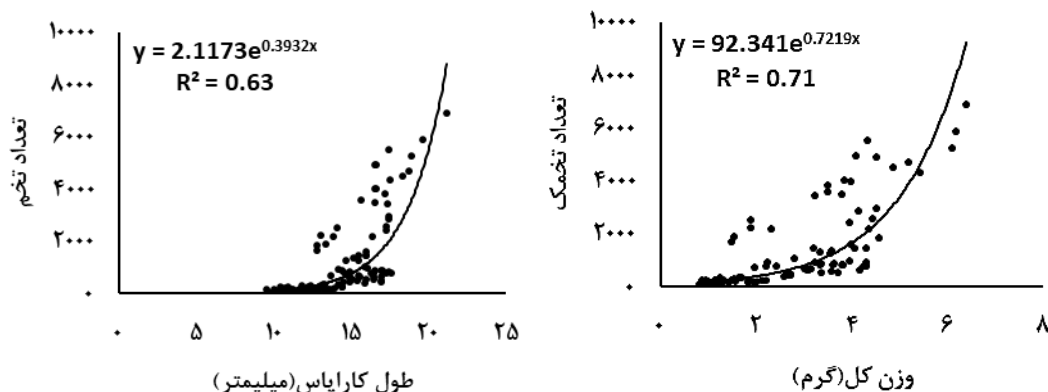 ۱۰۰۰۰
۸۰۰۰
۶۰۰۰
۴۰۰۰
۲۰۰۰
۰
تعداد تخم
y = 2.1173e^0.3932x
R² = 0.63
۰ ۵ ۱۰ ۱۵ ۲۰ ۲۵
طول کاراپاس(میلیمتر)
۱۰۰۰۰
۸۰۰۰
۶۰۰۰
۴۰۰۰
۲۰۰۰
۰
تعداد تخمک
y = 92.341e^0.7219x
R² = 0.71
۰ ۲ ۴ ۶ ۸
وزن کل(گرم)